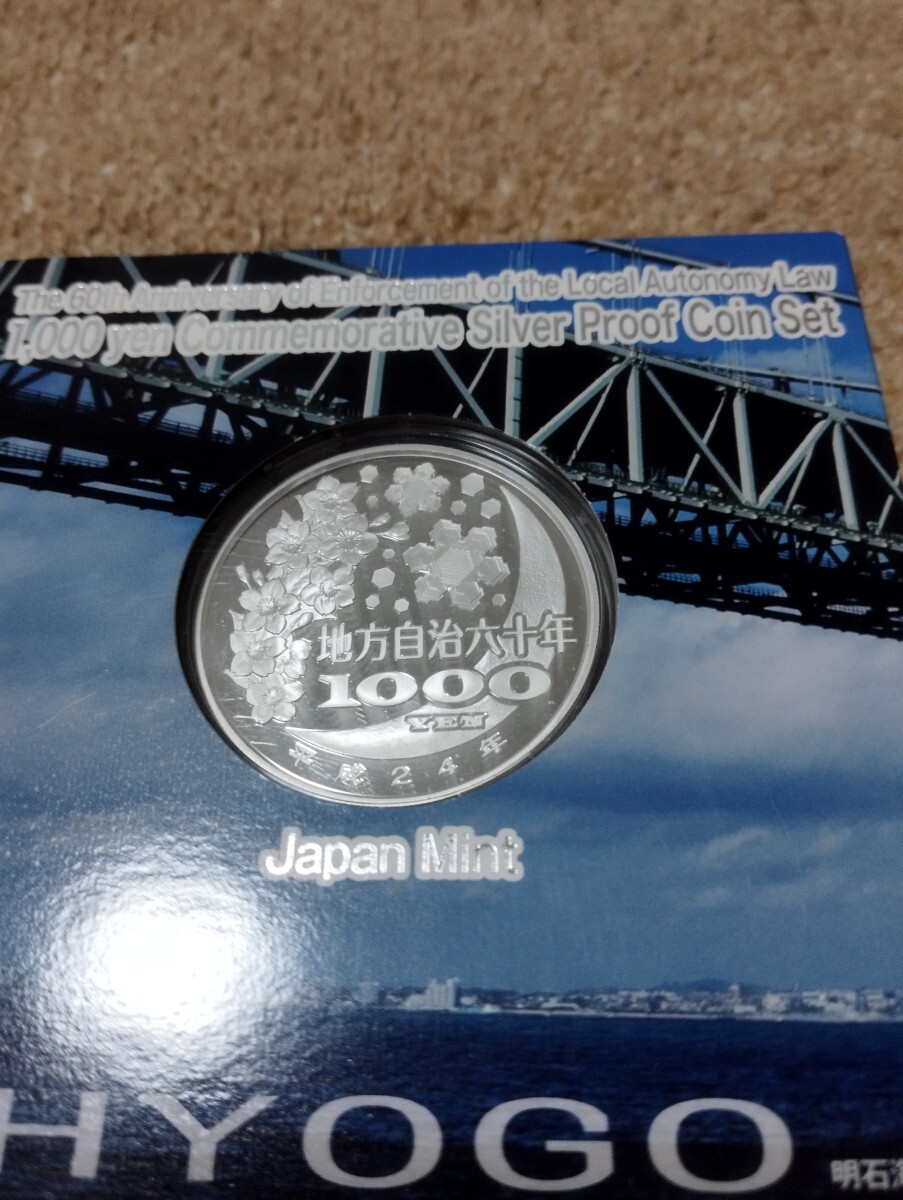 The 60th Anniversary of Enforcement of the Local Autonomy Law
1,000 yen Commemorative Silver Proof Coin Set
地方自治六十年
1000
YEN
平成24年
Japan Mint
HYOGO
明石海